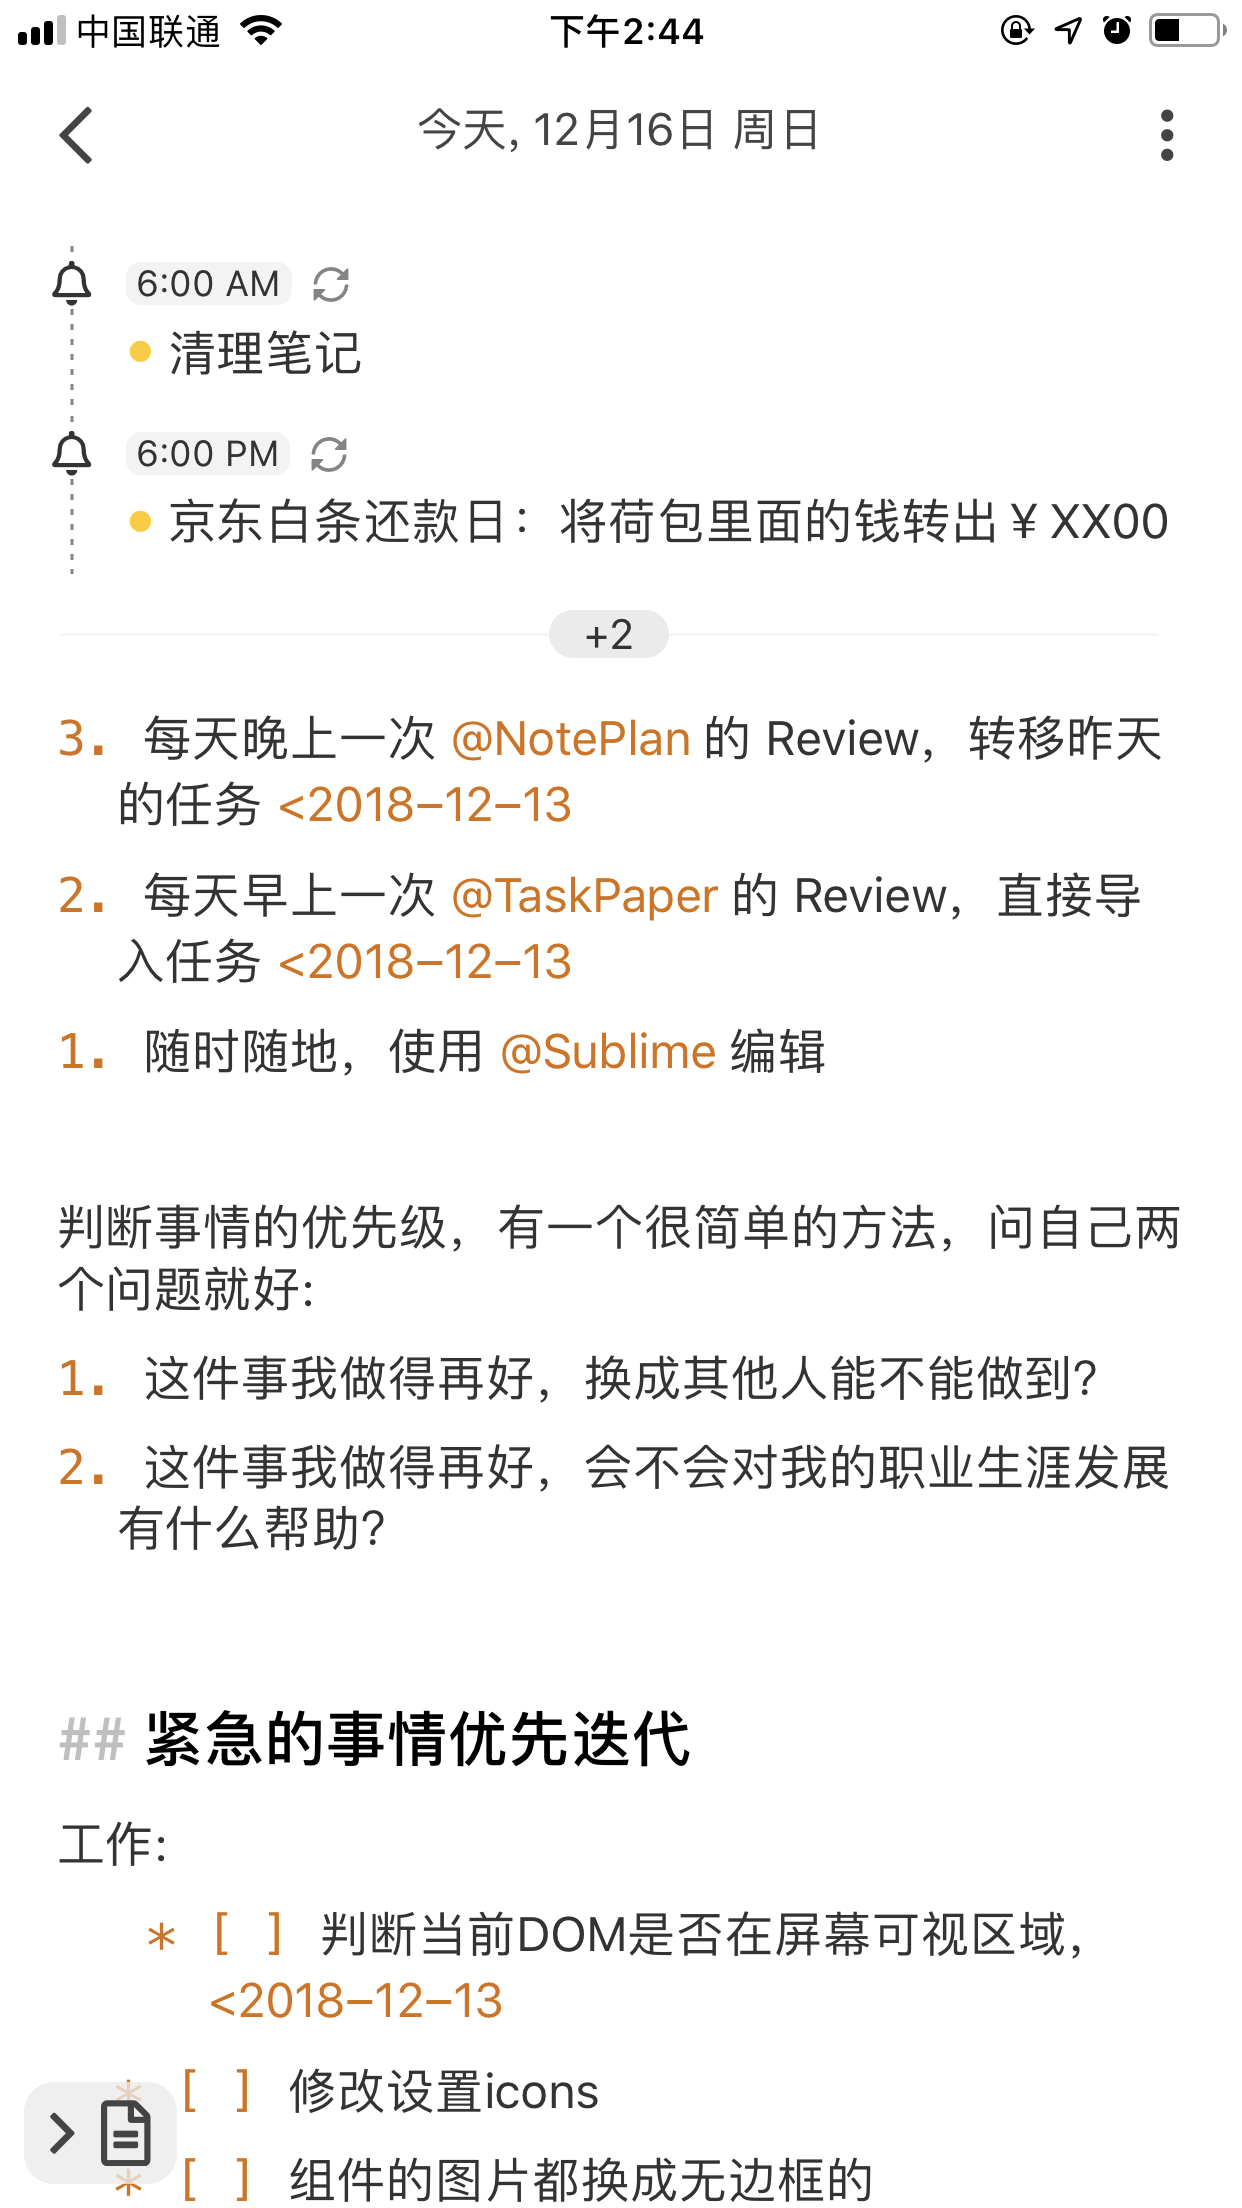 中国联通
下午2:44
今天, 12月16日 周日
6:00 AM
清理笔记
6:00 PM
京东白条还款日：将荷包里面的钱转出 ¥ XX00
+2
3. 每天晚上一次 @NotePlan 的 Review，转移昨天
的任务 <2018-12-13
2. 每天早上一次 @TaskPaper 的 Review，直接导
入任务 <2018-12-13
1. 随时随地，使用 @Sublime 编辑
判断事情的优先级，有一个很简单的方法，问自己两
个问题就好:
1. 这件事我做得再好，换成其他人能不能做到?
2. 这件事我做得再好，会不会对我的职业生涯发展
有什么帮助?
## 紧急的事情优先迭代
工作:
* [ ] 判断当前DOM是否在屏幕可视区域，
<2018-12-13
* [ ] 修改设置icons
* [ ] 组件的图片都换成无边框的